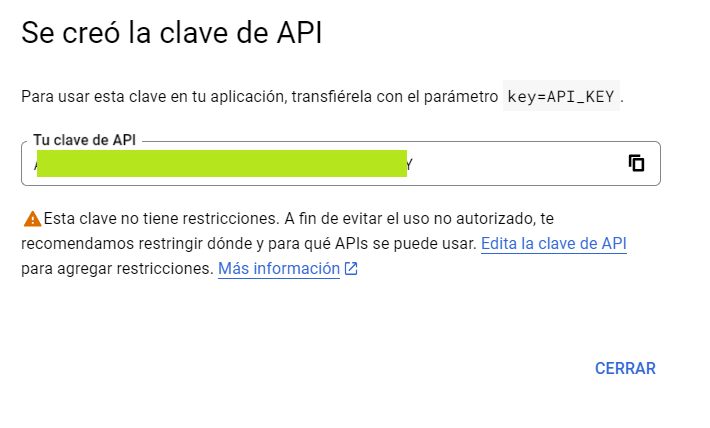 Se creó la clave de API
Para usar esta clave en tu aplicación, transfiérela con el parámetro key=API_KEY.
Tu clave de API
Esta clave no tiene restricciones. A fin de evitar el uso no autorizado, te
recomendamos restringir dónde y para qué APIs se puede usar. Edita la clave de API
para agregar restricciones. Más información
CERRAR